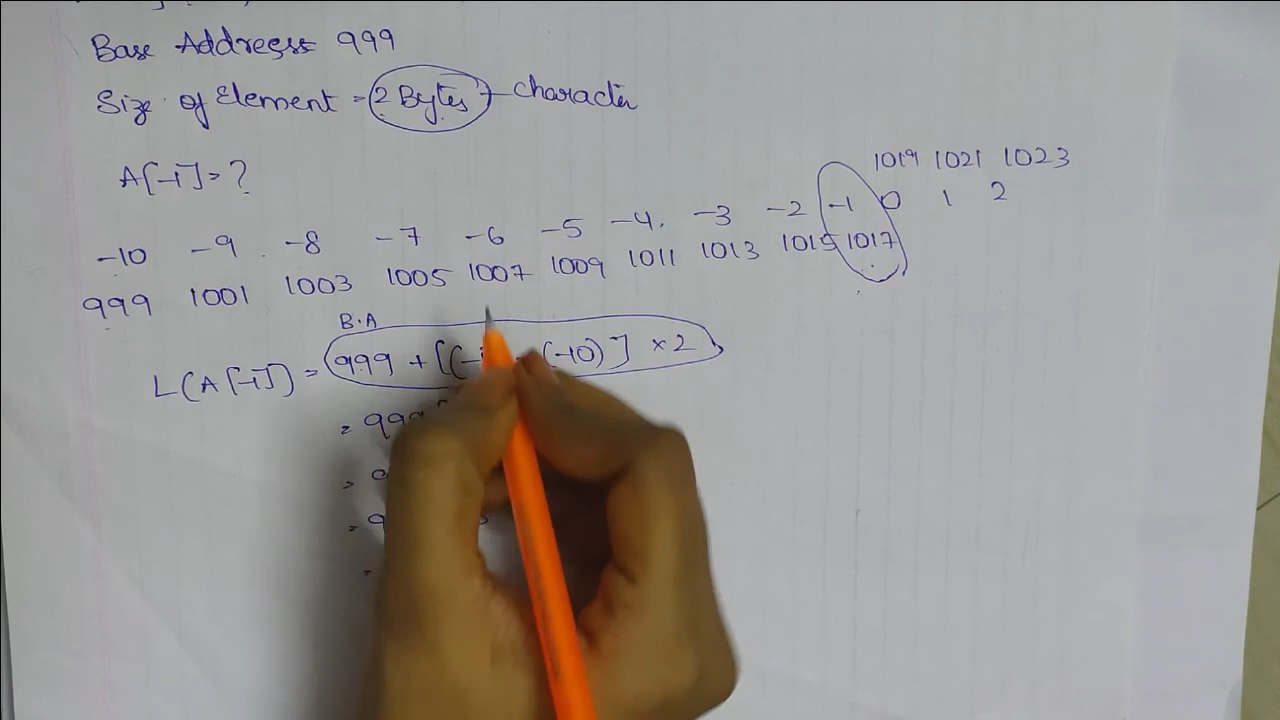 Base Address= 999
Size of Element = 2 Bytes → character
A[-1] = ?
1019 1021 1023
-10 -9 -8 -7 -6 -5 -4 -3 -2 -1 0 1 2
999 1001 1003 1005 1007 1009 1011 1013 1015 1017
B.A
L(A[-1]) = 999 + [(- (-10)] × 2
= 999
=
= 9
=